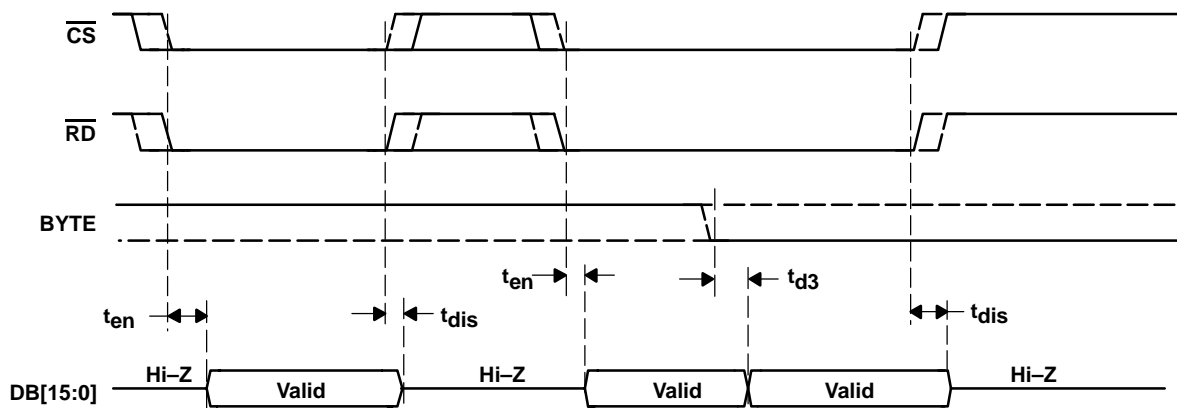 CS
RD
BYTE
ten
td3
ten
tdis
tdis
Hi–Z
Hi–Z
Hi–Z
DB[15:0]
Valid
Valid
Valid